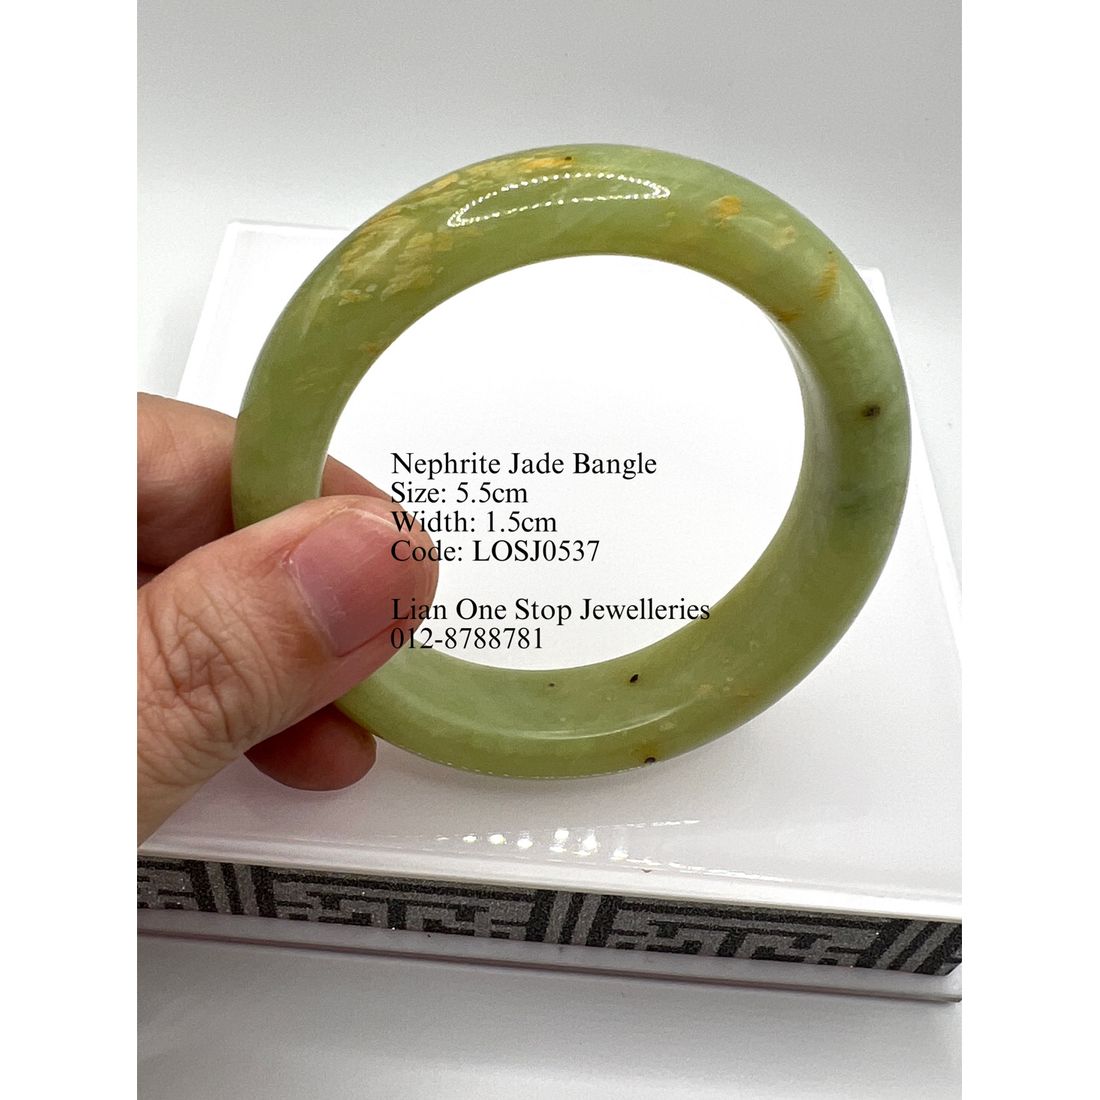 Nephrite Jade Bangle
Size: 5.5cm
Width: 1.5cm
Code: LOSJ0537
Lian One Stop Jewelleries
012-8788781